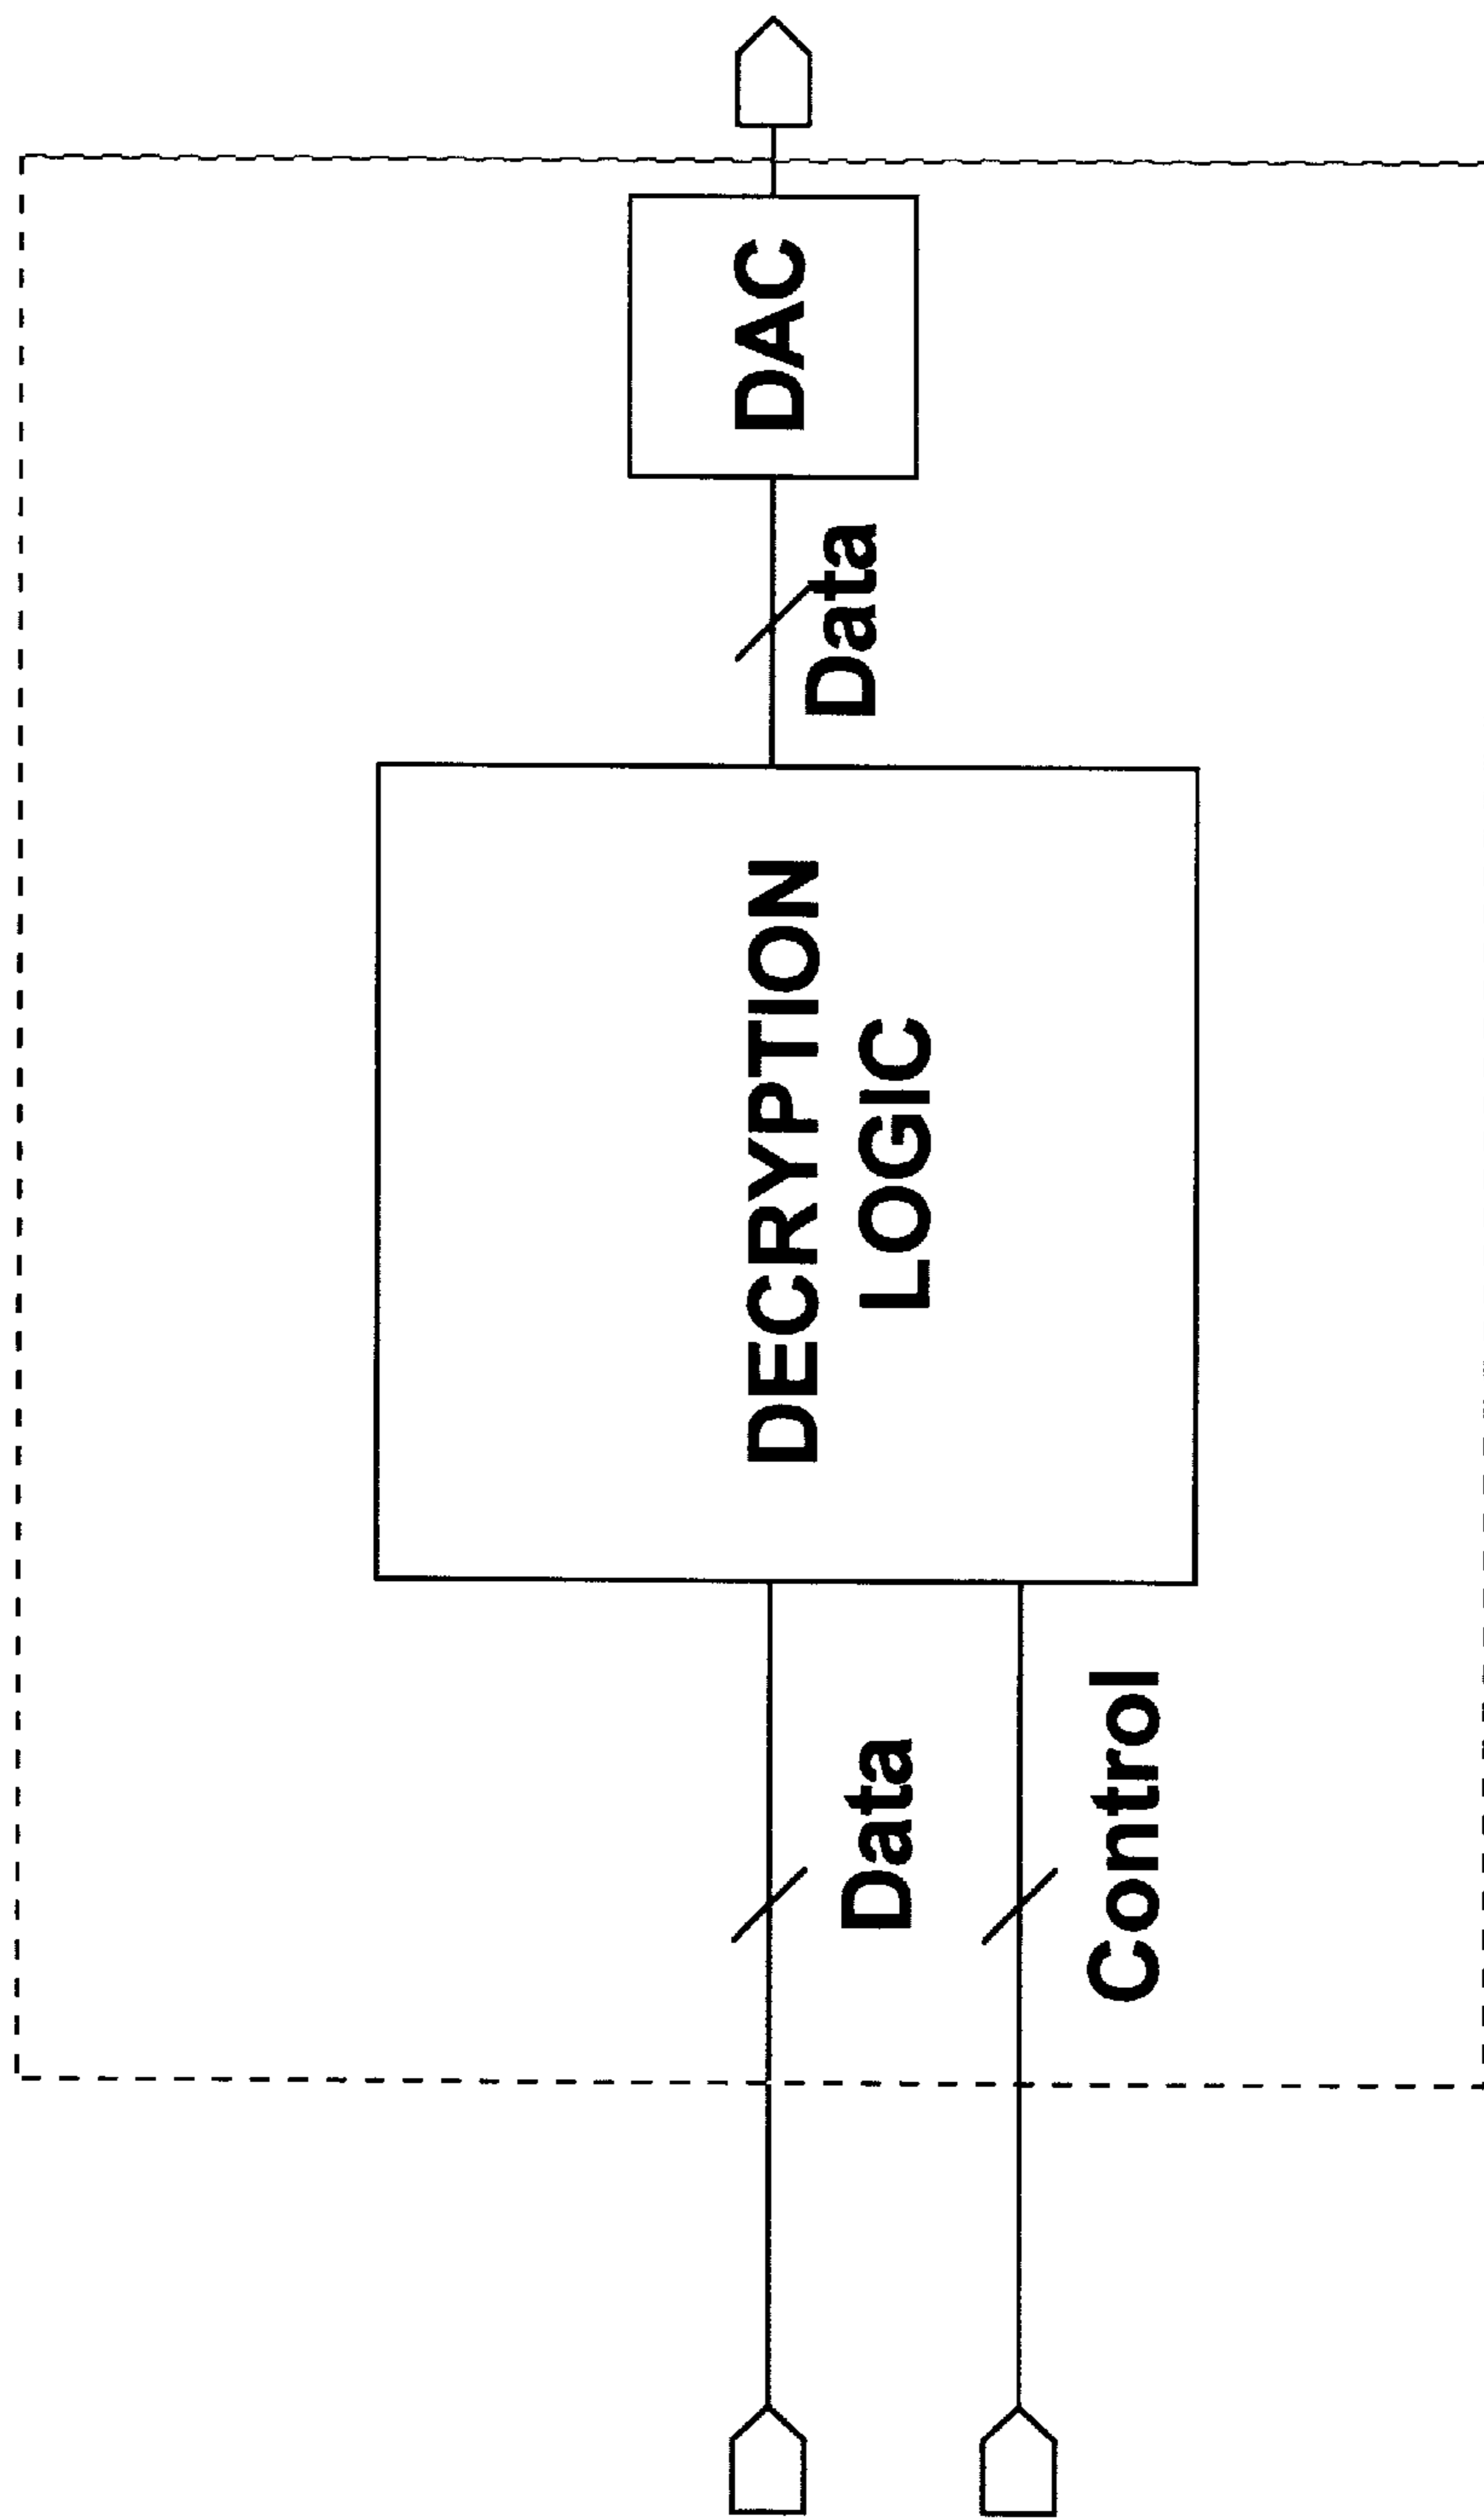 Data
Control
DECRYPTION
LOGIC
Data
DAC